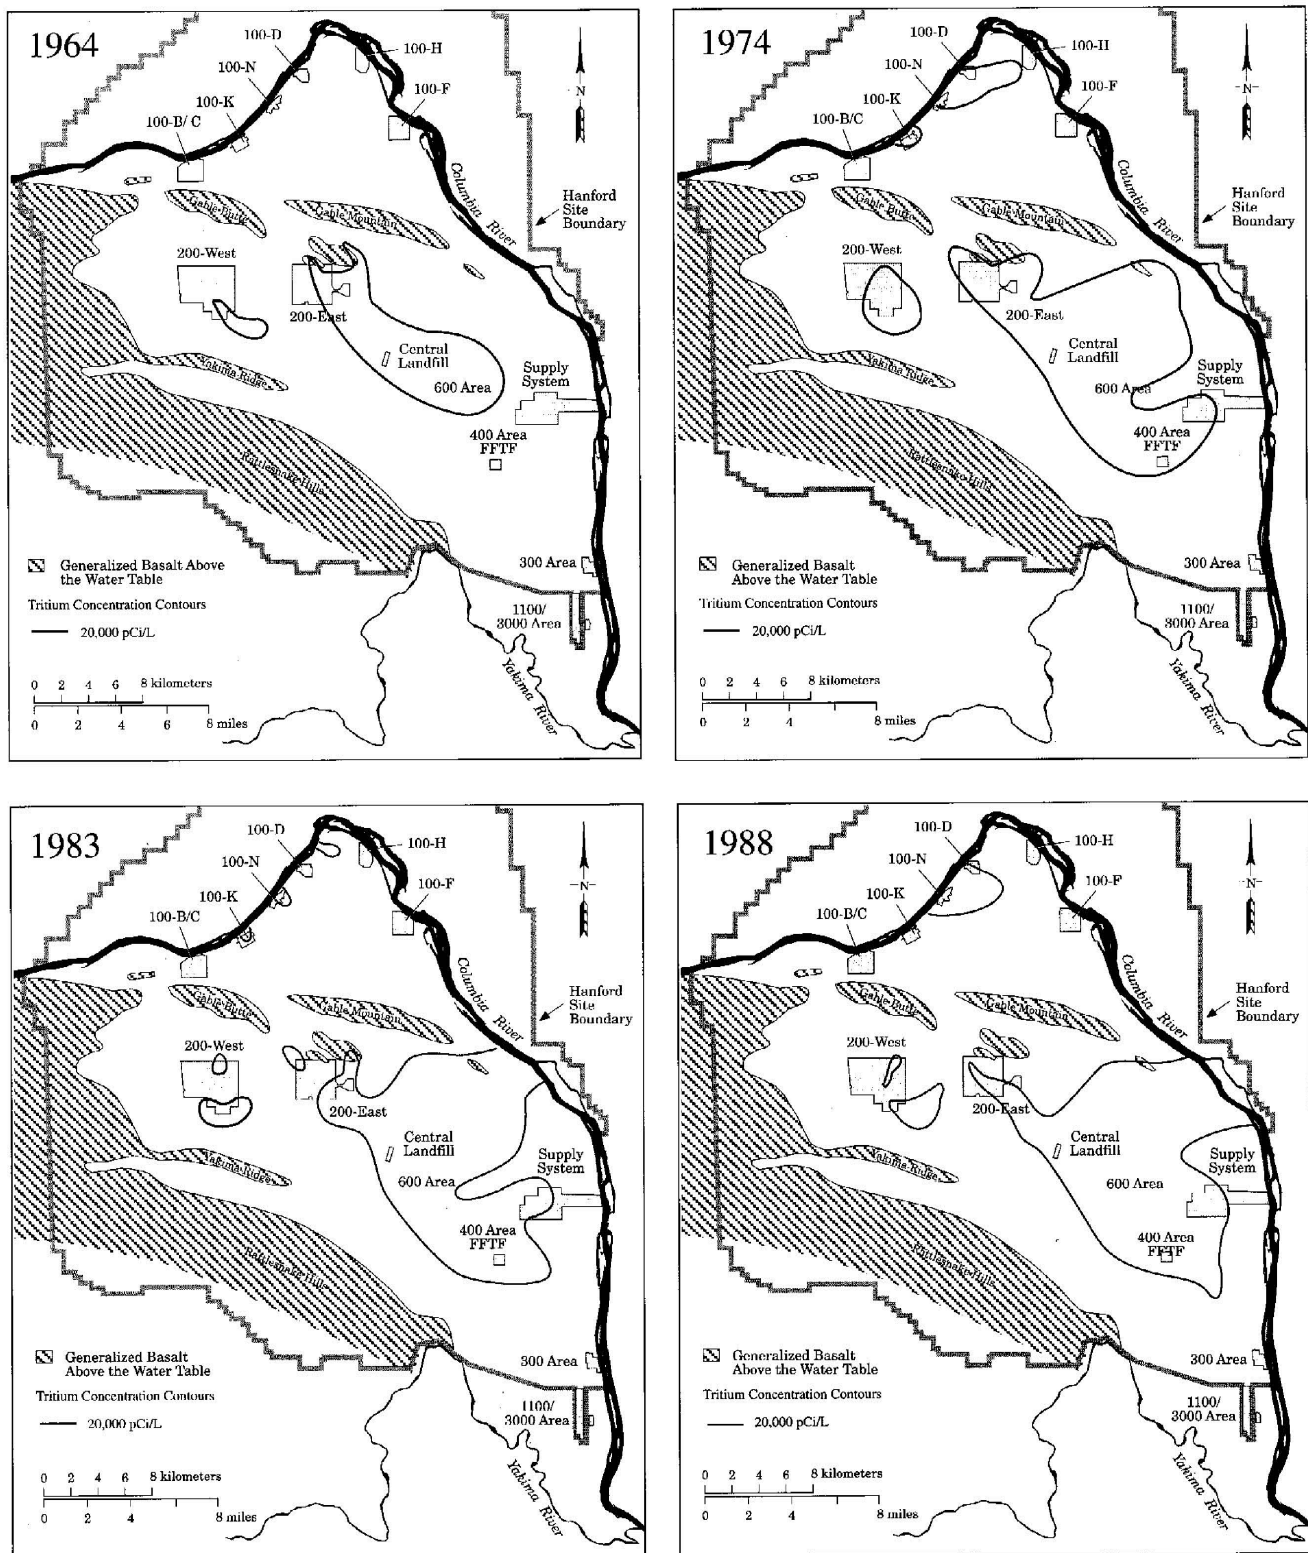 1964
100-D
100-H
100-N
100-K
100-F
100-B/ C
N
Columbia River
Hanford
Site
Boundary
Gable Butte
Gable Mountain
200-West
200-East
Central
Landfill
600 Area
Supply
System
Yakima Ridge
400 Area
FFTF
Rattlesnake Hills
300 Area
Generalized Basalt Above
the Water Table
Tritium Concentration Contours
20,000 pCi/L
1100/
3000 Area
Yakima River
0 2 4 6 8 kilometers
0 2 4 6 8 miles
1974
100-D
100-H
100-N
100-K
100-F
100-B/C
N
Columbia River
Hanford
Site
Boundary
Gable Butte
Gable Mountain
200-West
200-East
Central
Landfill
600 Area
Supply
System
Yakima Ridge
400 Area
FFTF
Rattlesnake Hills
300 Area
Generalized Basalt
Above the Water Table
Tritium Concentration Contours
20,000 pCi/L
1100/
3000 Area
Yakima River
0 2 4 6 8 kilometers
0 2 4 8 miles
1983
100-D
100-H
100-N
100-K
100-F
100-B/C
N
Columbia River
Hanford
Site
Boundary
Gable Butte
Gable Mountain
200-West
200-East
Central
Landfill
600 Area
Supply
System
Yakima Ridge
400 Area
FFTF
Rattlesnake Hills
300 Area
Generalized Basalt
Above the Water Table
Tritium Concentration Contours
20,000 pCi/L
1100/
3000 Area
Yakima River
0 2 4 6 8 kilometers
0 2 4 8 miles
1988
100-D
100-H
100-N
100-K
100-F
100-B/C
N
Columbia River
Hanford
Site
Boundary
Gable Butte
Gable Mountain
200-West
200-East
Central
Landfill
600 Area
Supply
System
Yakima Ridge
400 Area
FFTF
Rattlesnake Hills
300 Area
Generalized Basalt
Above the Water Table
Tritium Concentration Contours
20,000 pCi/L
1100/
3000 Area
Yakima River
0 2 4 6 8 kilometers
0 2 4 8 miles